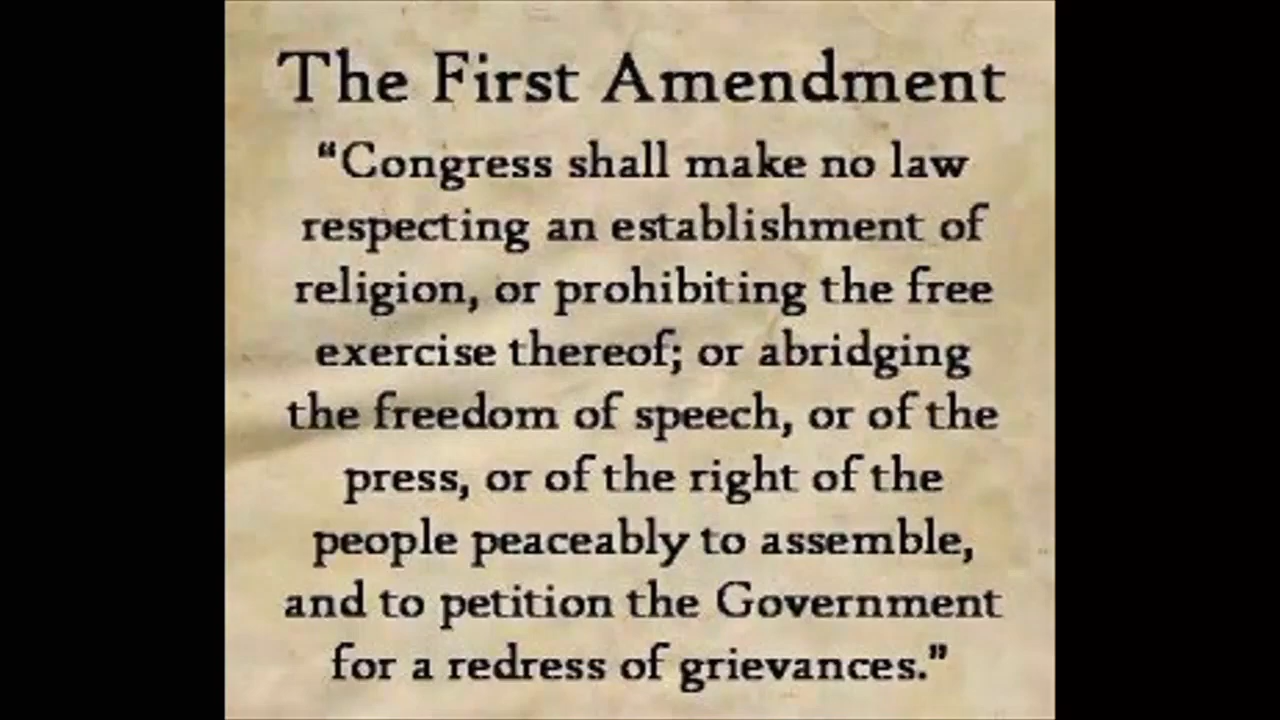 The First Amendment
“Congress shall make no law
respecting an establishment of
religion, or prohibiting the free
exercise thereof; or abridging
the freedom of speech, or of the
press, or of the right of the
people peaceably to assemble,
and to petition the Government
for a redress of grievances.”